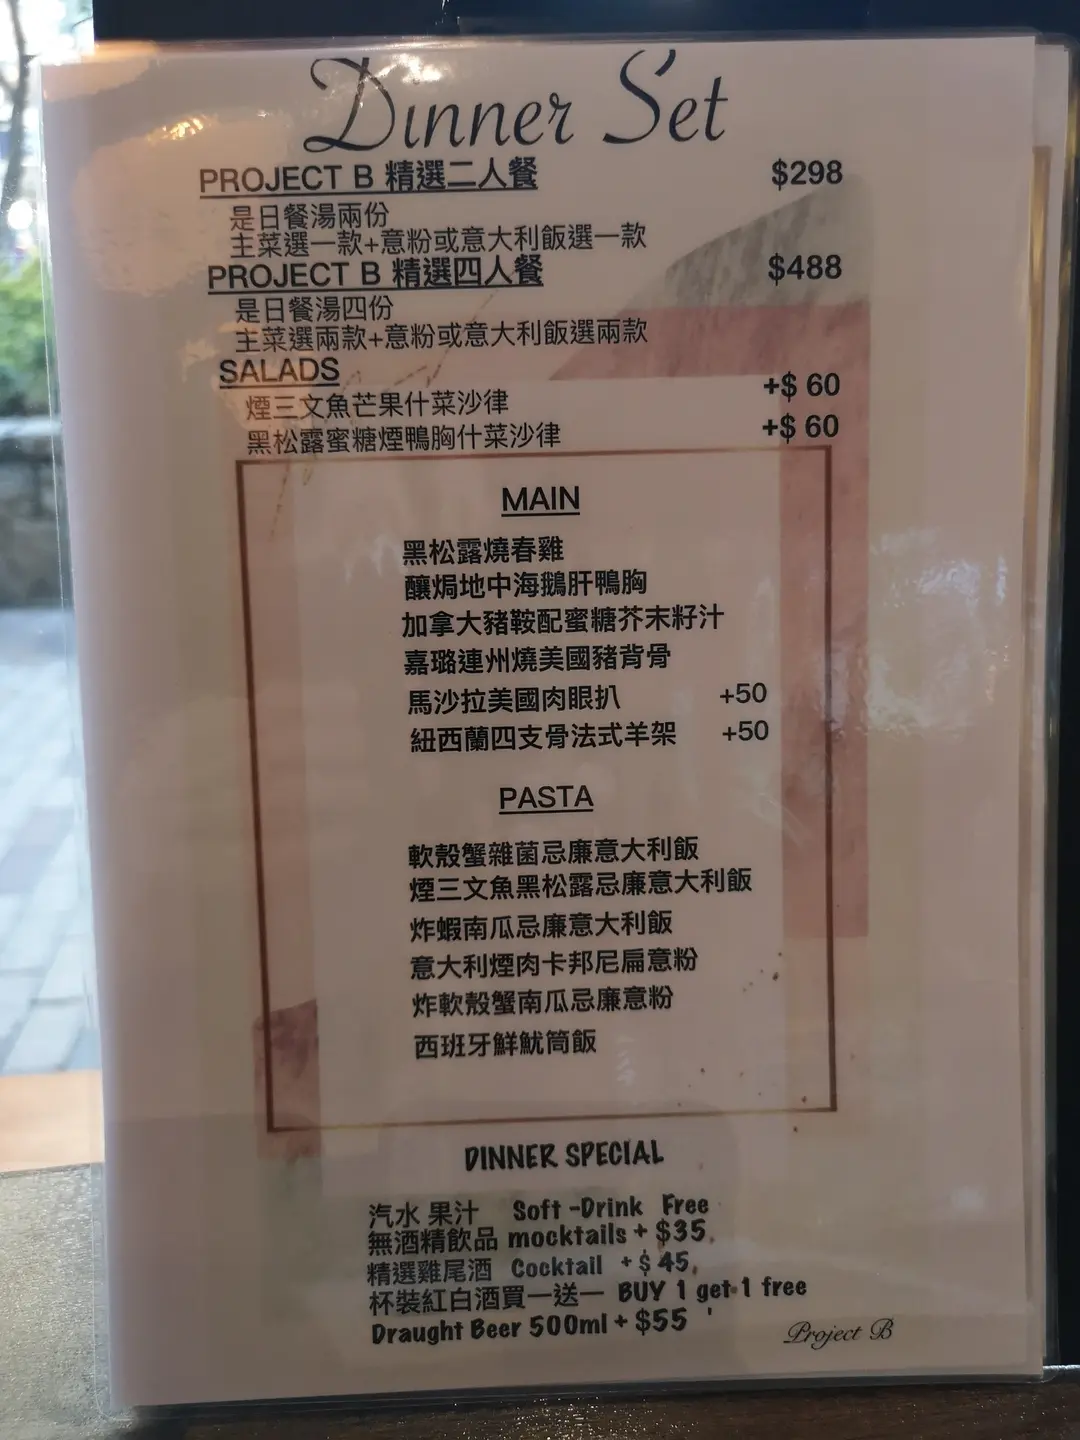 Dinner Set
PROJECT B 精選二人餐 $298
是日餐湯兩份
主菜選一款+意粉或意大利飯選一款
PROJECT B 精選四人餐 $488
是日餐湯四份
主菜選兩款+意粉或意大利飯選兩款
SALADS
煙三文魚芒果什菜沙律 +$ 60
黑松露蜜糖煙鴨胸什菜沙律 +$ 60
MAIN
黑松露燒春雞
釀焗地中海鵝肝鴨胸
加拿大豬鞍配蜜糖芥末籽汁
嘉璐連州燒美國豬背骨
馬沙拉美國肉眼扒 +50
紐西蘭四支骨法式羊架 +50
PASTA
軟殼蟹雜菌忌廉意大利飯
煙三文魚黑松露忌廉意大利飯
炸蝦南瓜忌廉意大利飯
意大利煙肉卡邦尼扁意粉
炸軟殼蟹南瓜忌廉意粉
西班牙鮮魷筒飯
DINNER SPECIAL
汽水 果汁 Soft -Drink Free
無酒精飲品 mocktails + $35,
精選雞尾酒 Cocktail + $ 45,
杯裝紅白酒買一送一 BUY 1 get 1 free
Draught Beer 500ml + $55 '
Project B